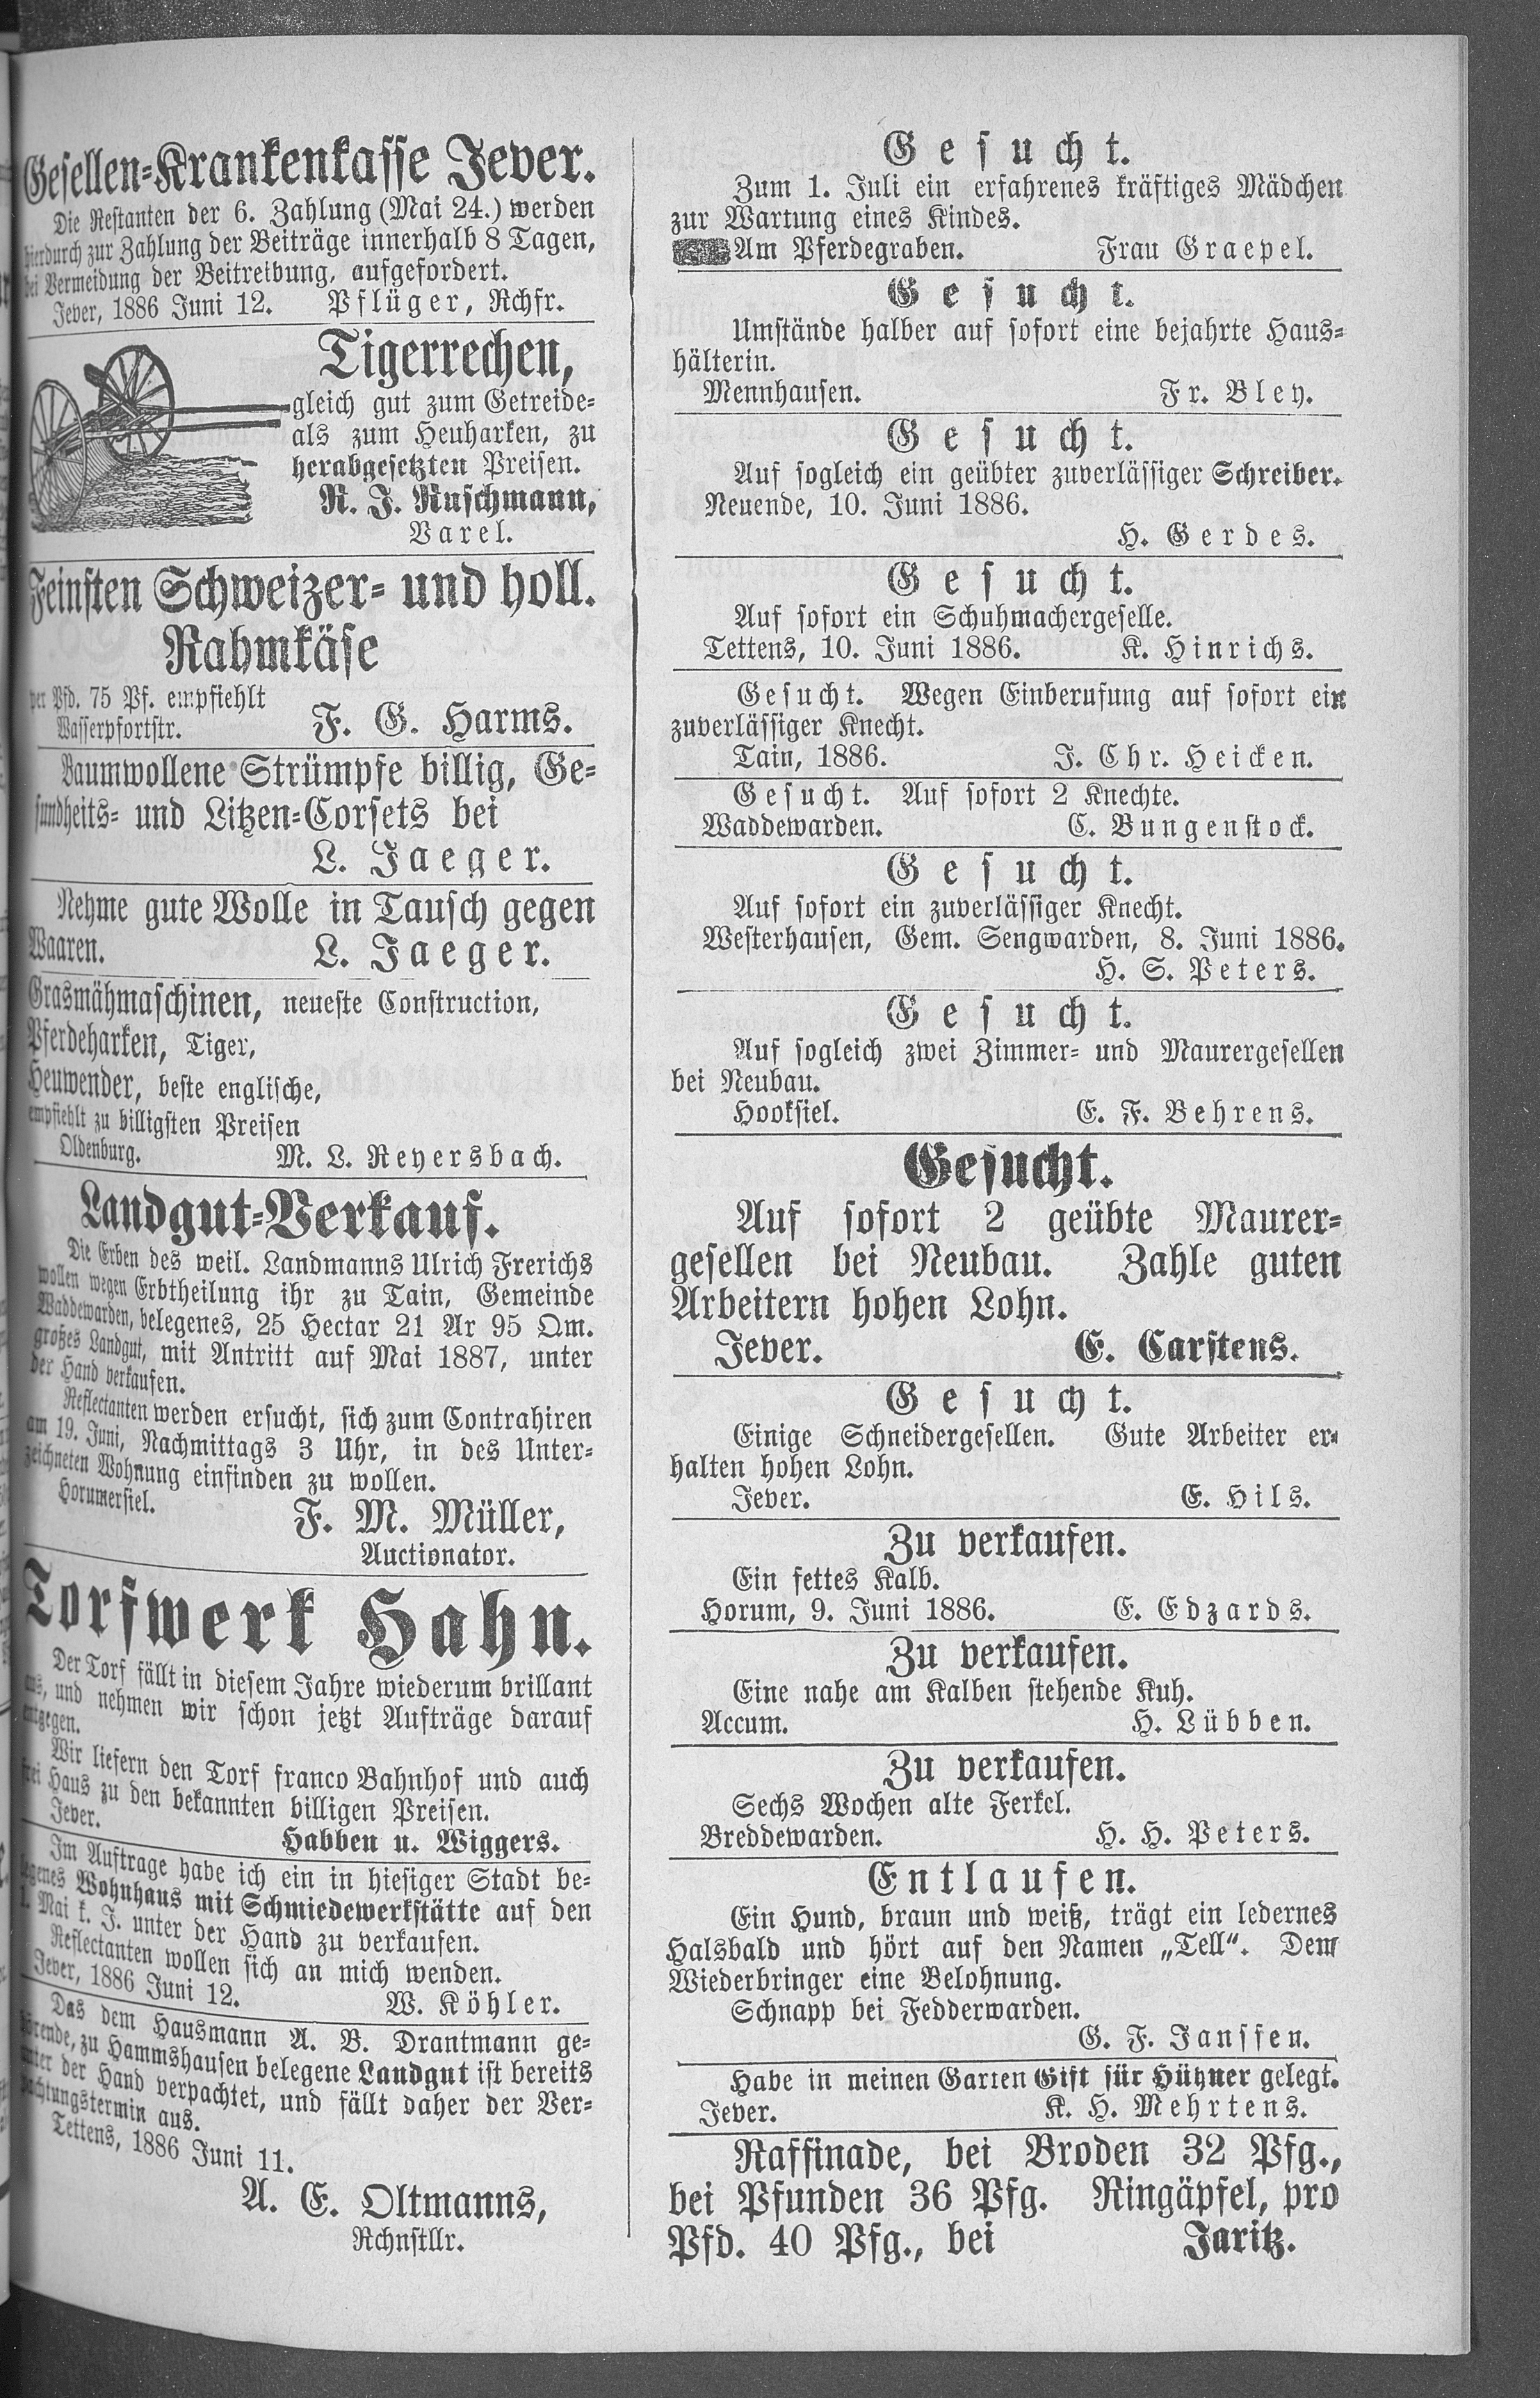 Gesellen-Krankenkasse Jever.
Die Restanten der 6. Zahlung (Mai 24.) werden
hierdurch zur Zahlung der Beiträge innerhalb 8 Tagen,
bei Vermeidung der Beitreibung, aufgefordert.
Jever, 1886 Juni 12. Pflüger, Rchfr.
Tigerrechen,
gleich gut zum Getreide-
als zum Heuharken, zu
herabgesetzten Preisen.
R. J. Ruschmann,
Varel.
Feinsten Schweizer- und holl.
Rahmkäse
per Pfd. 75 Pf. empfiehlt
Wasserpfortstr. F. G. Harms.
Baumwollene Strümpfe billig, Ge-
sundheits- und Litzen-Corsets bei
L. Jaeger.
Nehme gute Wolle in Tausch gegen
Waaren. L. Jaeger.
Grasmähmaschinen, neueste Construction,
Pferdeharken, Tiger,
Heuwender, beste englische,
empfiehlt zu billigsten Preisen
Oldenburg. M. L. Reyersbach.
Landgut-Verkauf.
Die Erben des weil. Landmanns Ulrich Frerichs
wollen wegen Erbtheilung ihr zu Tain, Gemeinde
Waddewarden, belegenes, 25 Hectar 21 Ar 95 Qm.
großes Landgut, mit Antritt auf Mai 1887, unter
der Hand verkaufen.
Reflectanten werden ersucht, sich zum Contrahiren
am 19. Juni, Nachmittags 3 Uhr, in des Unter-
zeichneten Wohnung einfinden zu wollen.
Horumersiel. F. M. Müller,
Auctionator.
Torfwerk Hahn.
Der Torf fällt in diesem Jahre wiederum brillant
aus, und nehmen wir schon jetzt Aufträge darauf
entgegen.
Wir liefern den Torf franco Bahnhof und auch
frei Haus zu den bekannten billigen Preisen.
Jever. Habben u. Wiggers.
Im Auftrage habe ich ein in hiesiger Stadt be-
legenes Wohnhaus mit Schmiedewerkstätte auf den
1. Mai k. J. unter der Hand zu verkaufen.
Reflectanten wollen sich an mich wenden.
Jever, 1886 Juni 12. W. Köhler.
Das dem Hausmann A. B. Drantmann ge-
hörende, zu Hammshausen belegene Landgut ist bereits
unter der Hand verpachtet, und fällt daher der Ver-
pachtungstermin aus.
Tettens, 1886 Juni 11.
A. E. Oltmanns,
Rchnstllr.
Gesucht.
Zum 1. Juli ein erfahrenes kräftiges Mädchen
zur Wartung eines Kindes.
Am Pferdegraben. Frau Graepel.
Gesucht.
Umstände halber auf sofort eine bejahrte Haus-
hälterin.
Mennhausen. Fr. Bley.
Gesucht.
Auf sogleich ein geübter zuverlässiger Schreiber.
Neuende, 10. Juni 1886.
H. Gerdes.
Gesucht.
Auf sofort ein Schuhmachergeselle.
Tettens, 10. Juni 1886. K. Hinrichs.
Gesucht. Wegen Einberufung auf sofort ein
zuverlässiger Knecht.
Tain, 1886. J. Chr. Heicken.
Gesucht. Auf sofort 2 Knechte.
Waddewarden. C. Bungenstock.
Gesucht.
Auf sofort ein zuverlässiger Knecht.
Westerhausen, Gem. Sengwarden, 8. Juni 1886.
H. S. Peters.
Gesucht.
Auf sogleich zwei Zimmer- und Maurergesellen
bei Neubau.
Hooksiel. E. F. Behrens.
Gesucht.
Auf sofort 2 geübte Maurer-
gesellen bei Neubau. Zahle guten
Arbeitern hohen Lohn.
Jever. E. Carstens.
Gesucht.
Einige Schneidergesellen. Gute Arbeiter er-
halten hohen Lohn.
Jever. E. Hils.
Zu verkaufen.
Ein fettes Kalb.
Horum, 9. Juni 1886. E. Edzards.
Zu verkaufen.
Eine nahe am Kalben stehende Kuh.
Accum. H. Lübben.
Zu verkaufen.
Sechs Wochen alte Ferkel.
Breddewarden. H. H. Peters.
Entlaufen.
Ein Hund, braun und weiß, trägt ein ledernes
Halsbald und hört auf den Namen „Tell“. Dem
Wiederbringer eine Belohnung.
Schnapp bei Fedderwarden.
G. F. Janssen.
Habe in meinen Garten Gift für Hühner gelegt.
Jever. K. H. Mehrtens.
Raffinade, bei Broden 32 Pfg.,
bei Pfunden 36 Pfg. Ringäpfel, pro
Pfd. 40 Pfg., bei Jaritz.